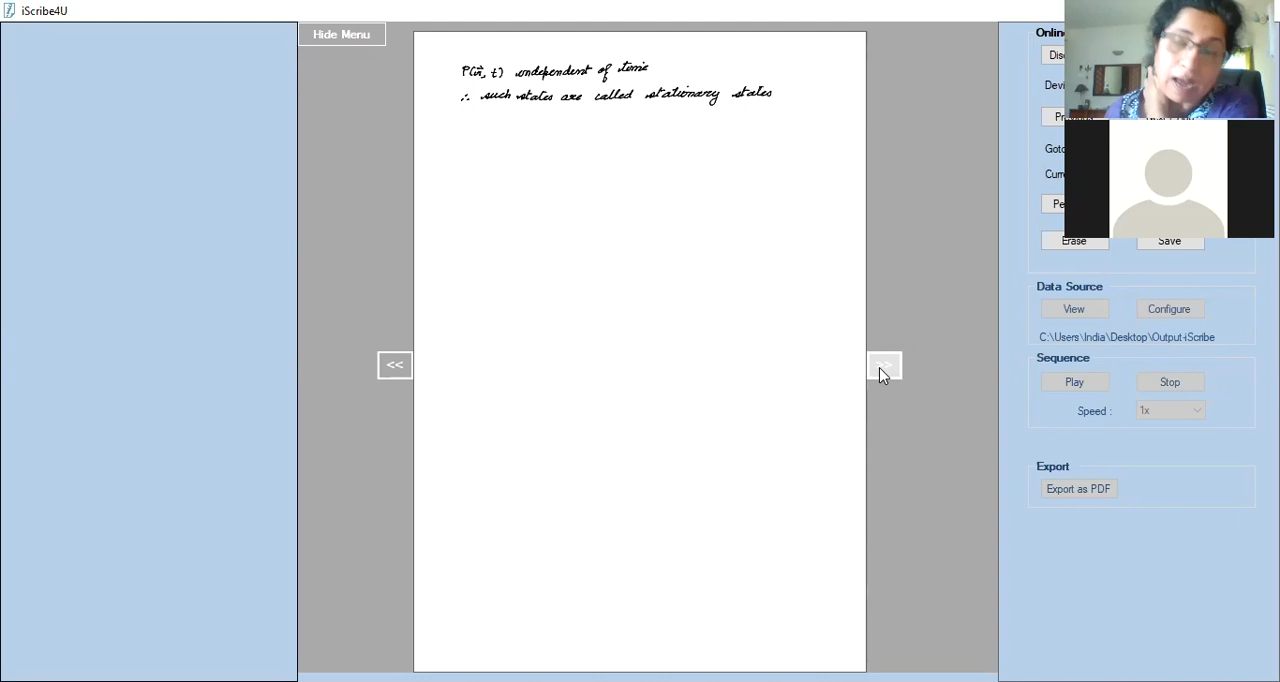 iScribe4U
Hide Menu
P(r⃗, t) independent of time
∴ such states are called stationary states
<<
>>
Erase
Save
Data Source
View
Configure
C:\Users\India\Desktop\Output-iScribe
Sequence
Play
Stop
Speed :
1x
Export
Export as PDF